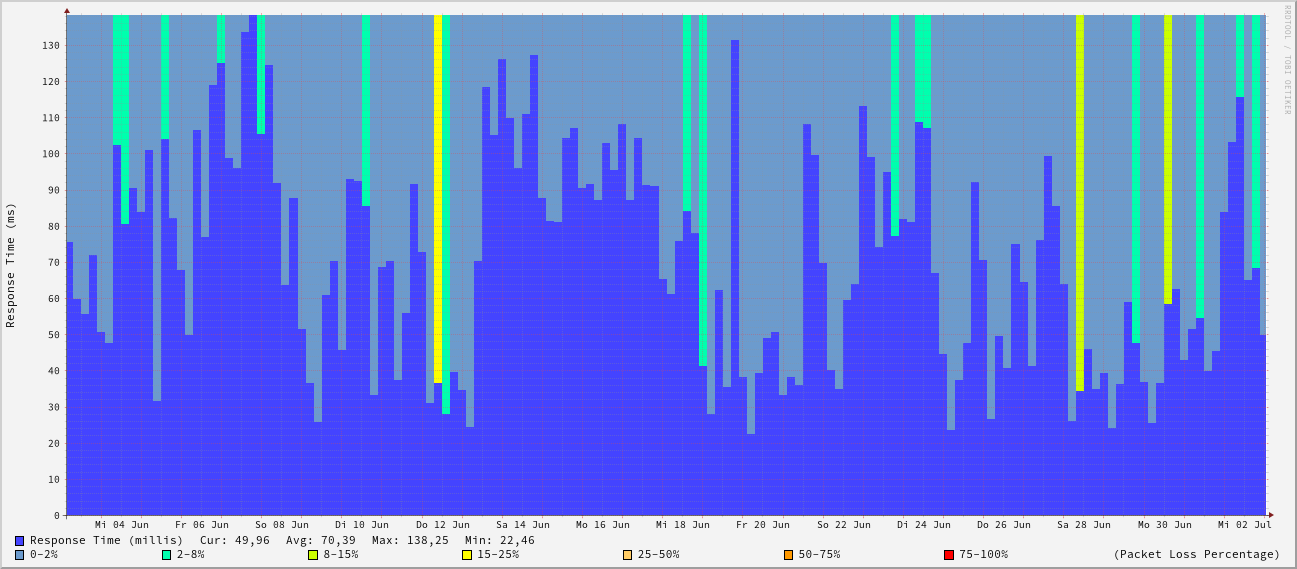 RRDTOOL / TOBI OETIKER
Response Time (ms)
130
120
110
100
90
80
70
60
50
40
30
20
10
0
Mi 04 Jun Fr 06 Jun So 08 Jun Di 10 Jun Do 12 Jun Sa 14 Jun Mo 16 Jun Mi 18 Jun Fr 20 Jun So 22 Jun Di 24 Jun Do 26 Jun Sa 28 Jun Mo 30 Jun Mi 02 Jul
Response Time (millis) Cur: 49,96 Avg: 70,39 Max: 138,25 Min: 22,46
0-2% 2-8% 8-15% 15-25% 25-50% 50-75% 75-100% (Packet Loss Percentage)